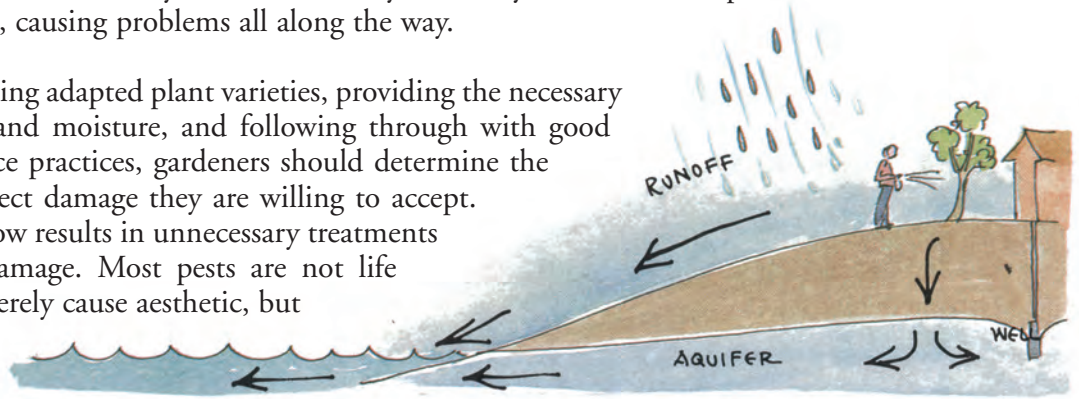 , causing problems all along the way.
ing adapted plant varieties, providing the necessary
and moisture, and following through with good
ce practices, gardeners should determine the
ect damage they are willing to accept.
ow results in unnecessary treatments
amage. Most pests are not life
erely cause aesthetic, but
RUNOFF
AQUIFER
WELL